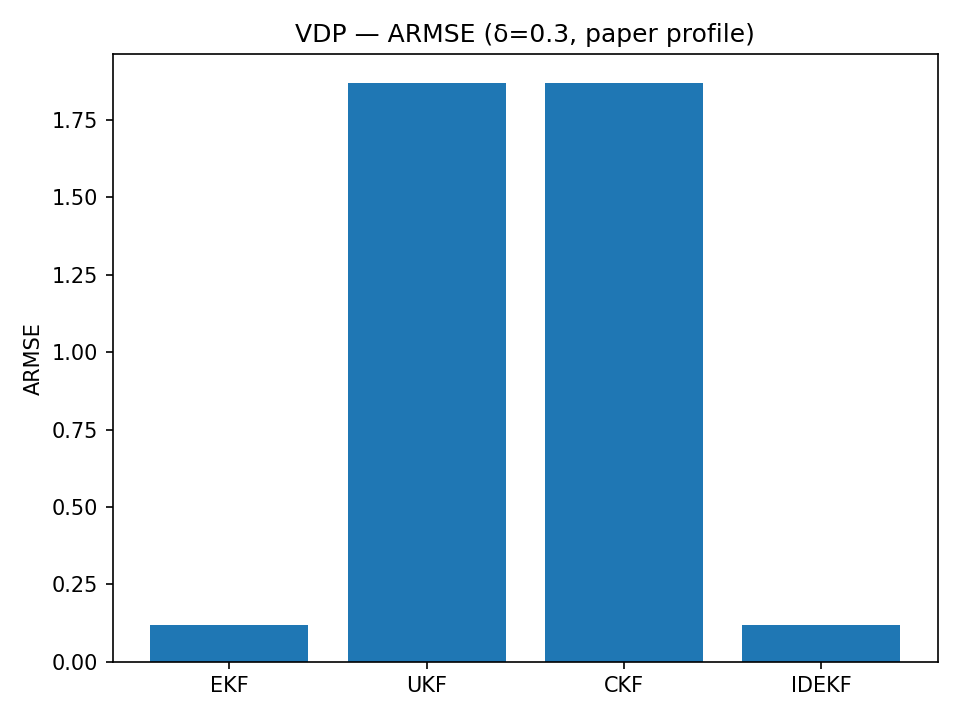 VDP — ARMSE (δ=0.3, paper profile)
ARMSE
1.75
1.50
1.25
1.00
0.75
0.50
0.25
0.00
EKF UKF CKF IDEKF